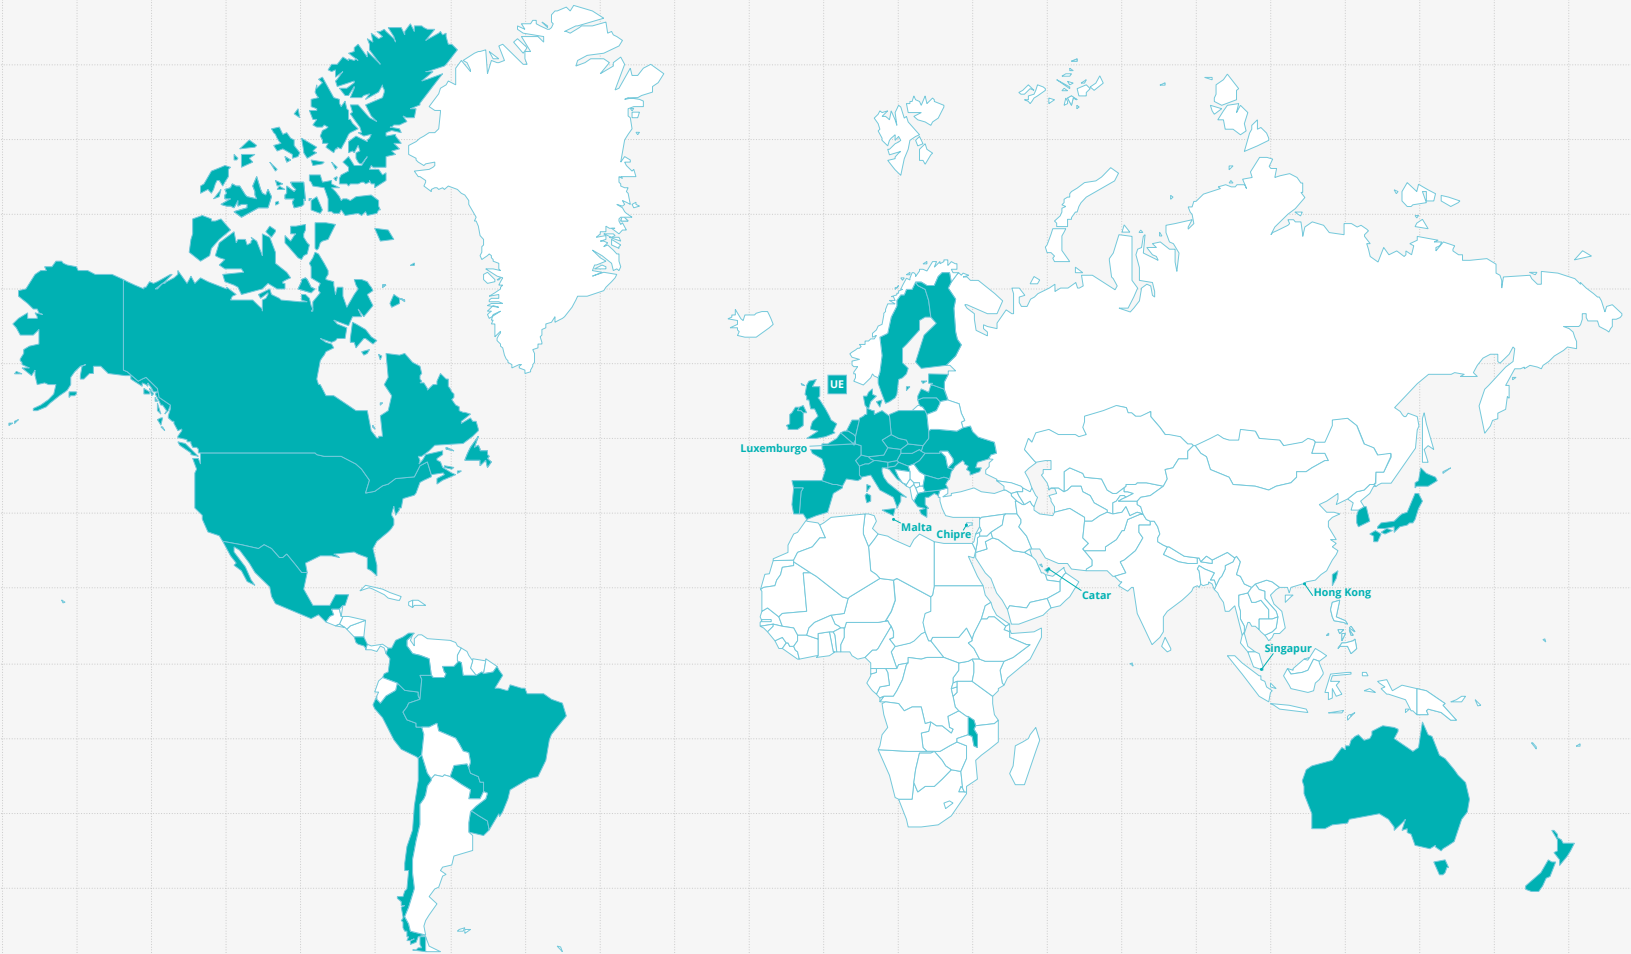 UE
Luxemburgo
Malta
Chipre
Catar
Hong Kong
Singapur